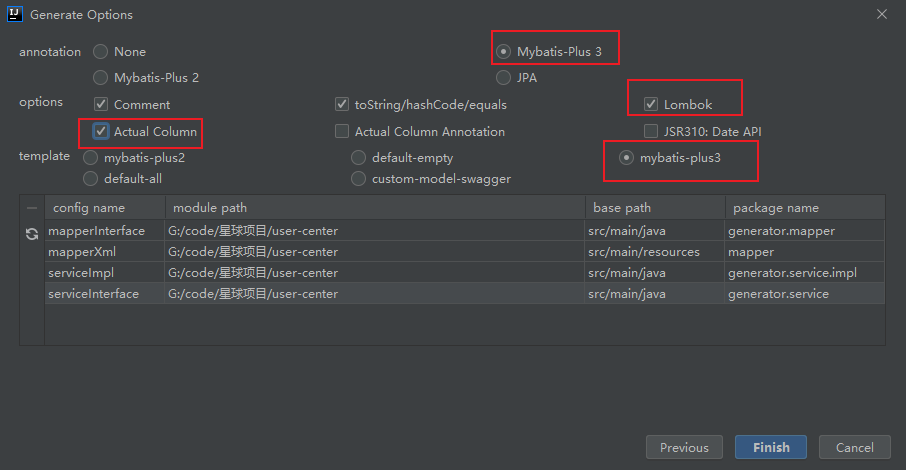 Generate Options
annotation None Mybatis-Plus 3
Mybatis-Plus 2 JPA
options Comment toString/hashCode/equals Lombok
Actual Column Actual Column Annotation JSR310: Date API
template mybatis-plus2 default-empty mybatis-plus3
default-all custom-model-swagger
config name module path base path package name
mapperInterface G:/code/星球项目/user-center src/main/java generator.mapper
mapperXml G:/code/星球项目/user-center src/main/resources mapper
serviceImpl G:/code/星球项目/user-center src/main/java generator.service.impl
serviceInterface G:/code/星球项目/user-center src/main/java generator.service
Previous Finish Cancel